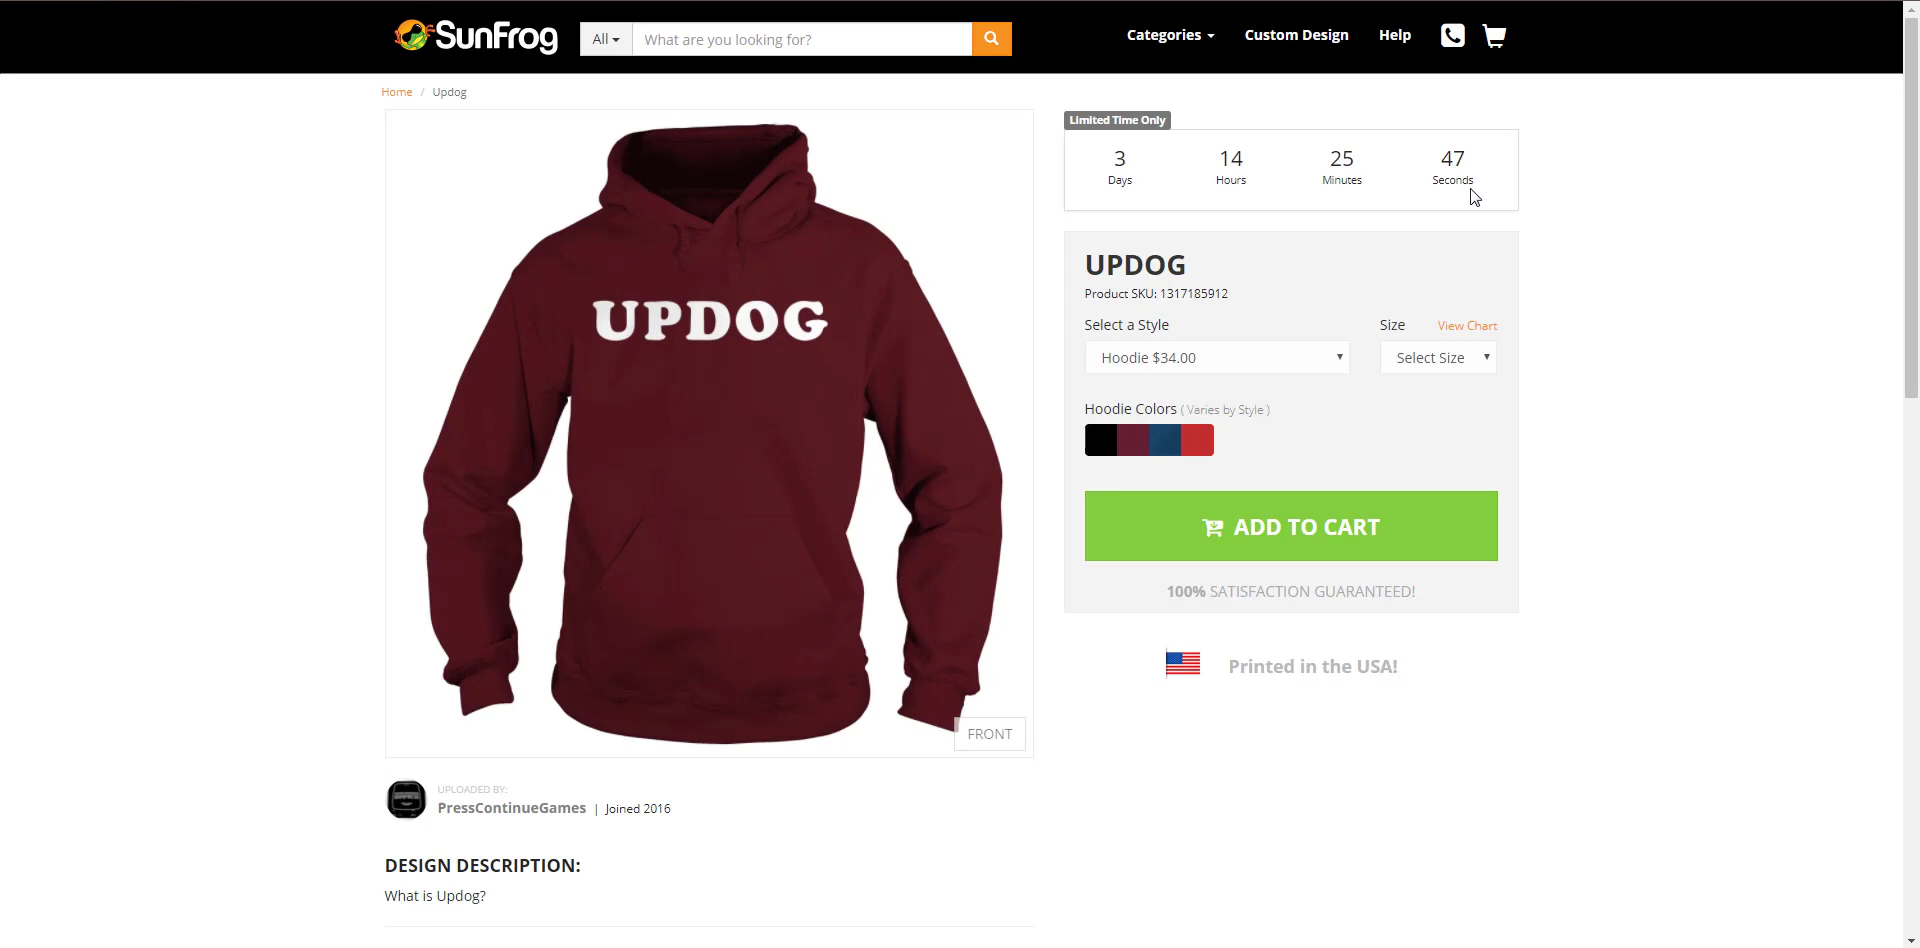 SunFrog
All
What are you looking for?
Categories
Custom Design
Help
Home / Updog
UPDOG
FRONT
UPLOADED BY:
PressContinueGames | Joined 2016
DESIGN DESCRIPTION:
What is Updog?
Limited Time Only
3 14 25 47
Days Hours Minutes Seconds
UPDOG
Product SKU: 1317185912
Select a Style Size View Chart
Hoodie $34.00 Select Size
Hoodie Colors ( Varies by Style )
ADD TO CART
100% SATISFACTION GUARANTEED!
Printed in the USA!